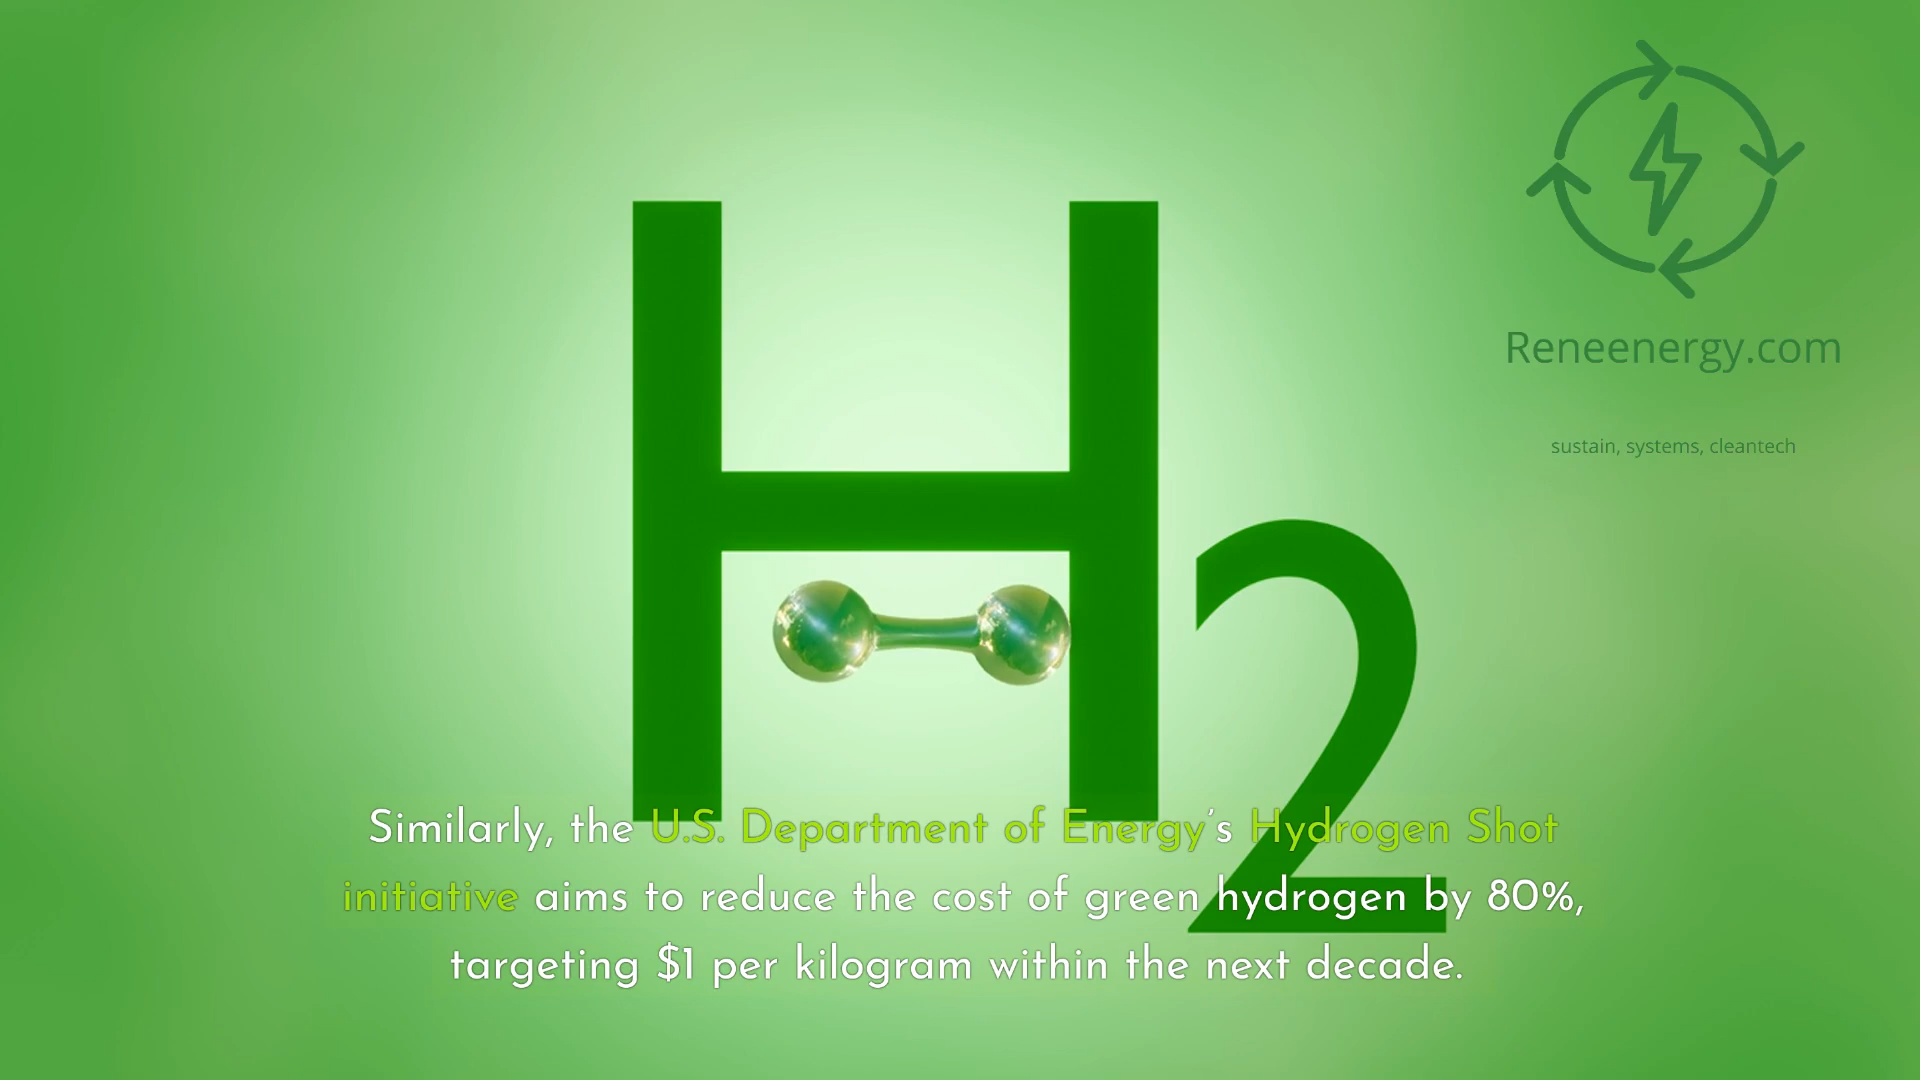 H2
Reneenergy.com
sustain, systems, cleantech
Similarly, the U.S. Department of Energy’s Hydrogen Shot
initiative aims to reduce the cost of green hydrogen by 80%,
targeting $1 per kilogram within the next decade.